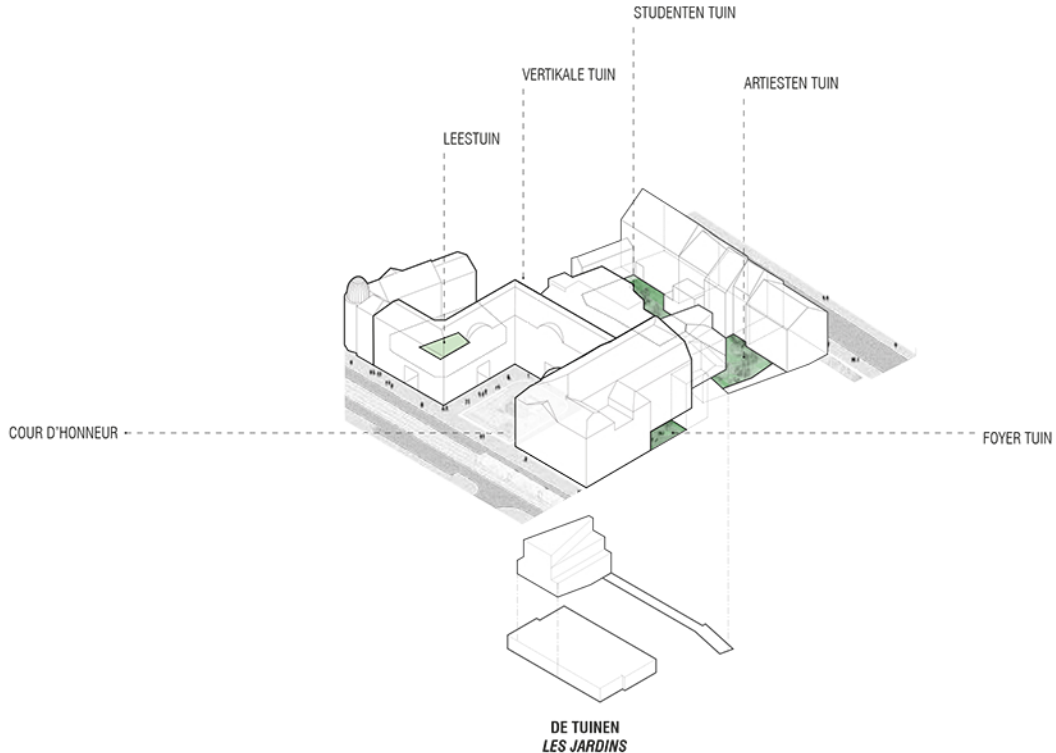 STUDENTEN TUIN
VERTIKALE TUIN
ARTIESTEN TUIN
LEESTUIN
COUR D'HONNEUR
FOYER TUIN
DE TUINEN
LES JARDINS